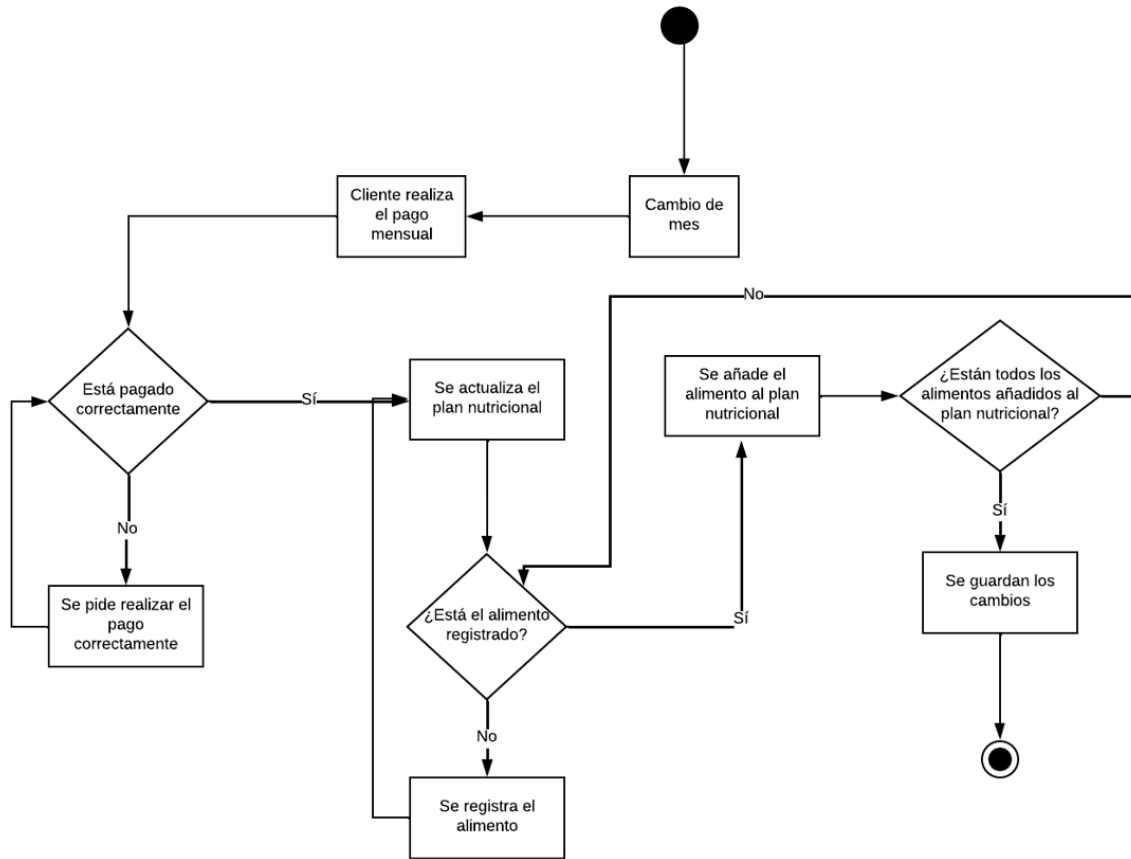 Cambio de
mes
Cliente realiza
el pago
mensual
Está pagado
correctamente
No
Se pide realizar el
pago
correctamente
Sí
Se actualiza el
plan nutricional
¿Está el alimento
registrado?
No
Se registra el
alimento
Sí
Se añade el
alimento al plan
nutricional
¿Están todos los
alimentos añadidos al
plan nutricional?
No
Sí
Se guardan los
cambios